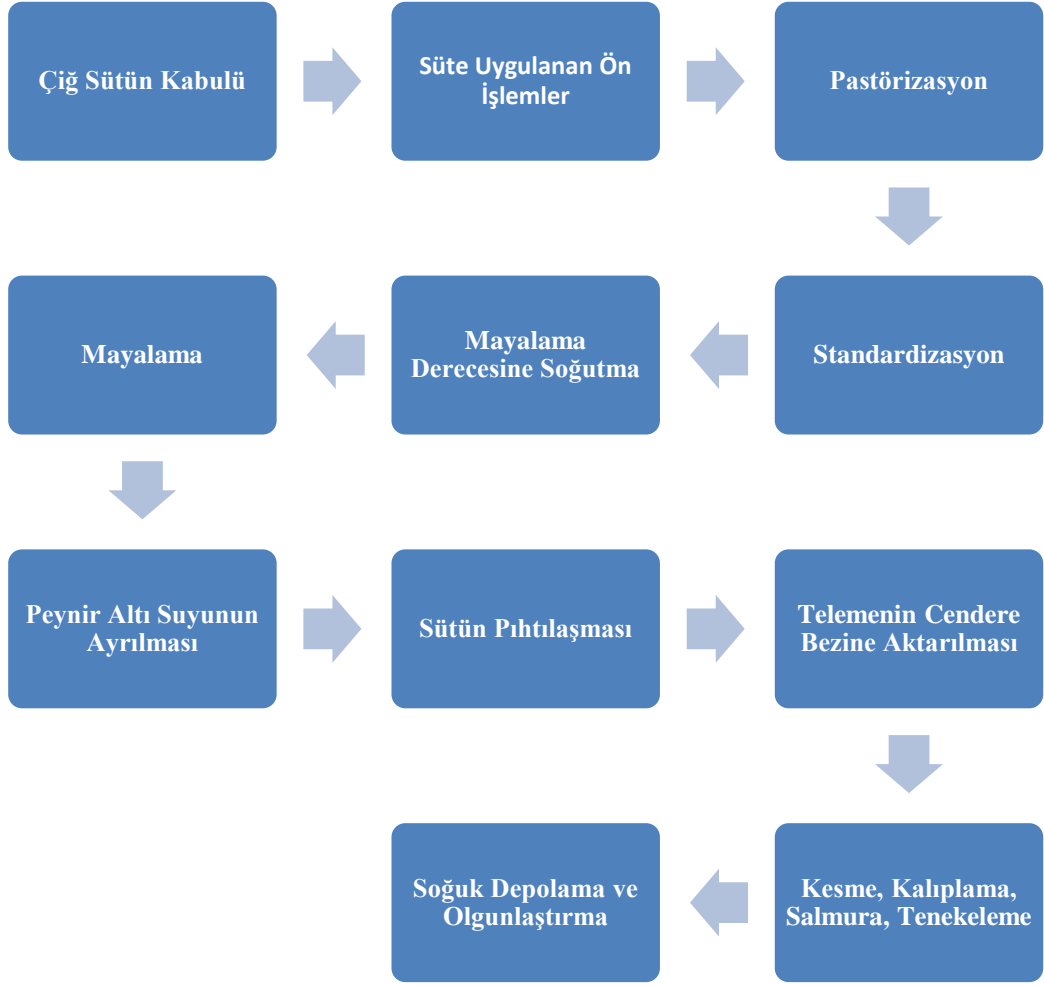 Çiğ Sütün Kabulü
Süte Uygulanan Ön
İşlemler
Pastörizasyon
Standardizasyon
Mayalama
Derecesine Soğutma
Mayalama
Peynir Altı Suyunun
Ayrılması
Sütün Pıhtılaşması
Telemenin Cendere
Bezine Aktarılması
Kesme, Kalıplama,
Salmura, Tenekeleme
Soğuk Depolama ve
Olgunlaştırma